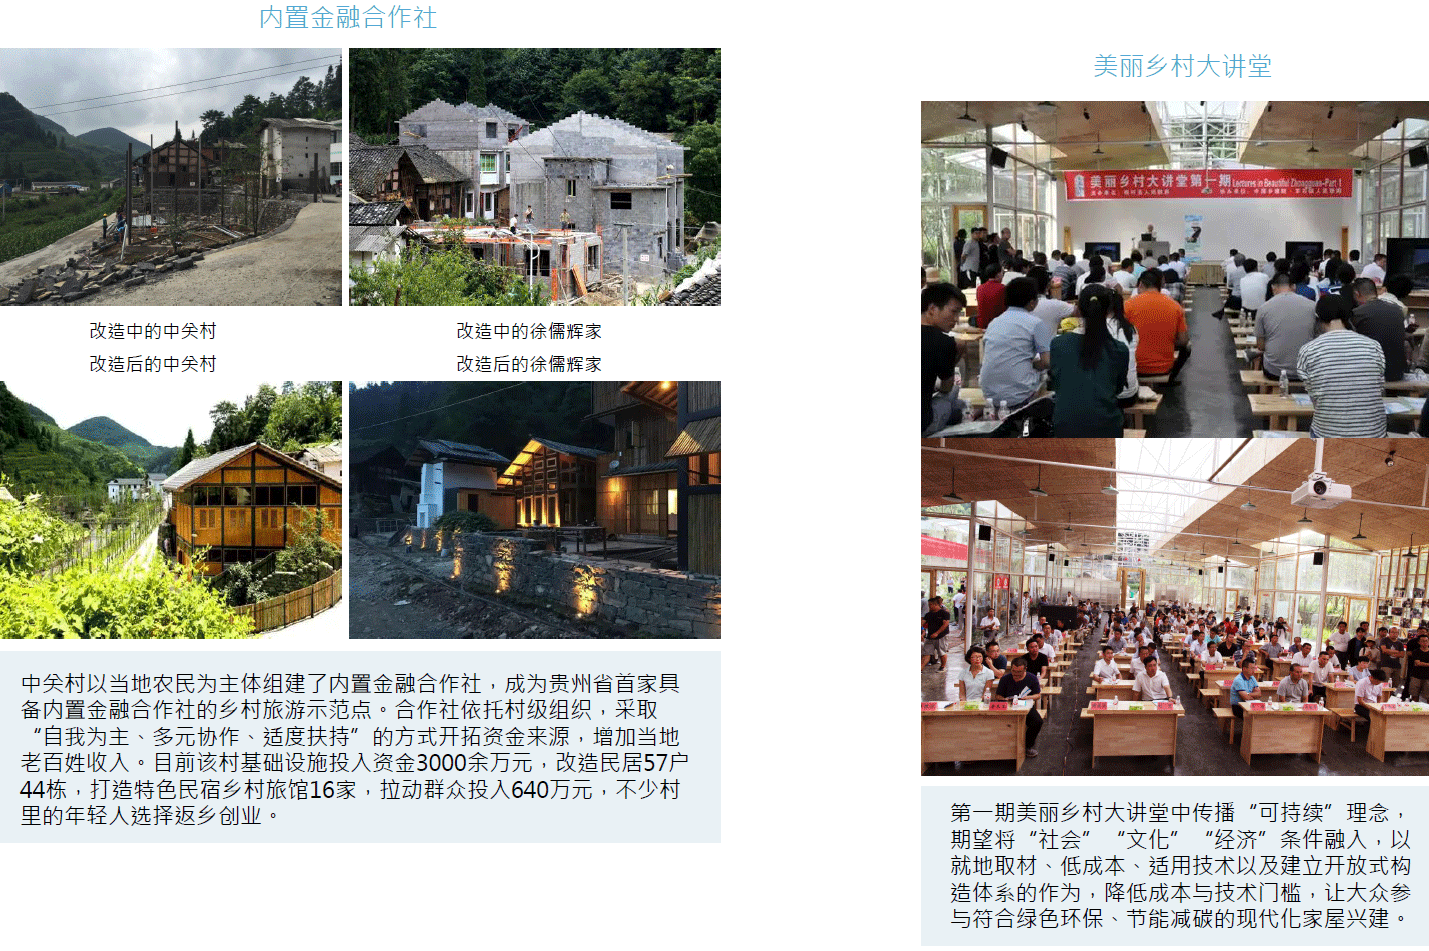 内置金融合作社
改造中的中关村
改造中的徐儒辉家
改造后的中关村
改造后的徐儒辉家
中关村以当地农民为主体组建了内置金融合作社，成为贵州省首家具
备内置金融合作社的乡村旅游示范点。合作社依托村级组织，采取
“自我为主、多元协作、适度扶持”的方式开拓资金来源，增加当地
老百姓收入。目前该村基础设施投入资金3000余万元，改造民居57户
44栋，打造特色民宿乡村旅馆16家，拉动群众投入640万元，不少村
里的年轻人选择返乡创业。
美丽乡村大讲堂
美丽乡村大讲堂第一期 Lectures in Beautiful Zhongguan-Part 1
第一期美丽乡村大讲堂中传播“可持续”理念，
期望将“社会”“文化”“经济”条件融入，以
就地取材、低成本、适用技术以及建立开放式构
造体系的作为，降低成本与技术门槛，让大众参
与符合绿色环保、节能减碳的现代化家屋兴建。